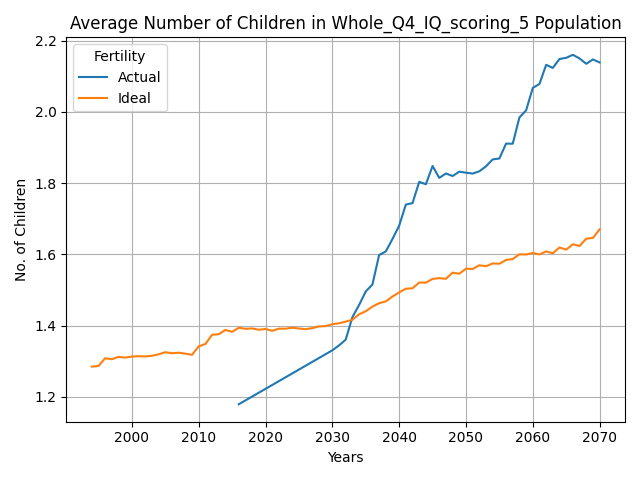 Average Number of Children in Whole_Q4_IQ_scoring_5 Population
Fertility
Actual
Ideal
No. of Children
2.2
2.0
1.8
1.6
1.4
1.2
2000
2010
2020
2030
2040
2050
2060
2070
Years